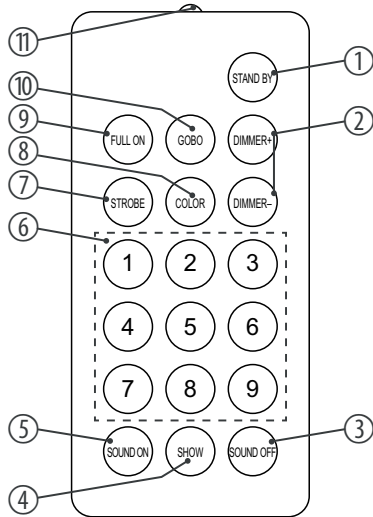 ⑪
① STAND BY
⑩
⑨ FULL ON GOBO DIMMER+ ②
⑧
⑦ STROBE COLOR DIMMER–
⑥
1 2 3
4 5 6
7 8 9
⑤ ③
SOUND ON SHOW SOUND OFF
④